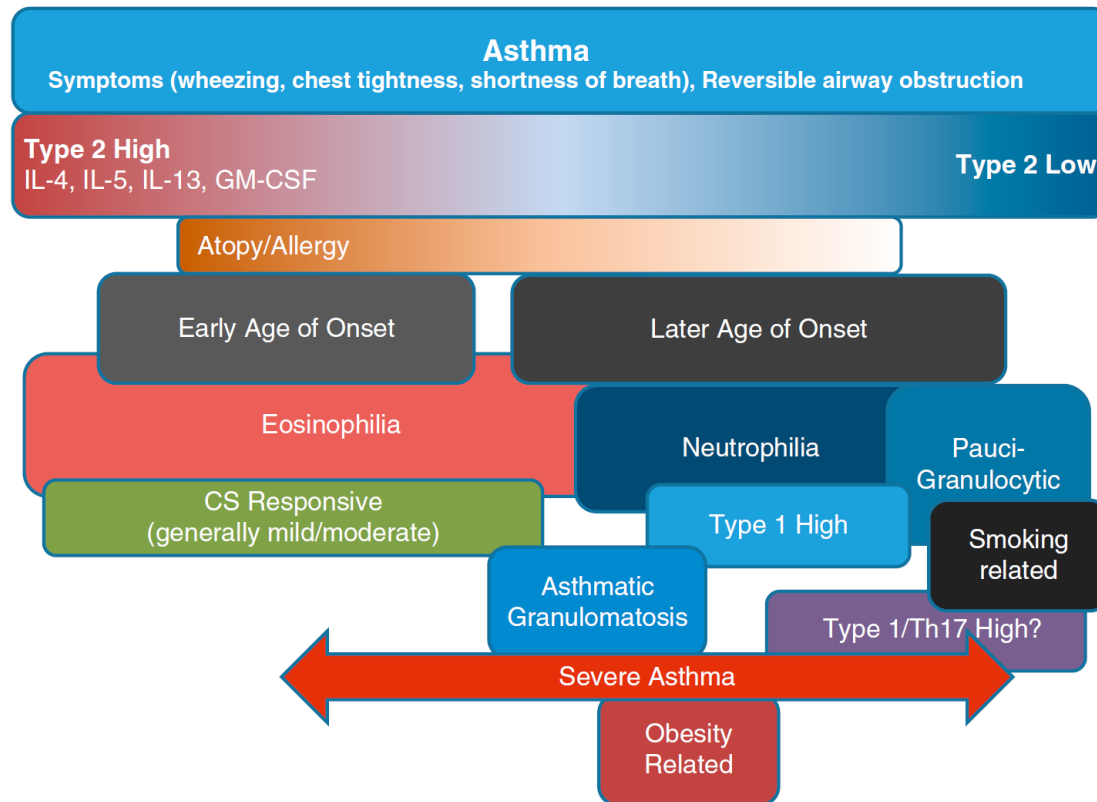 Asthma
Symptoms (wheezing, chest tightness, shortness of breath), Reversible airway obstruction
Type 2 High
IL-4, IL-5, IL-13, GM-CSF
Type 2 Low
Atopy/Allergy
Early Age of Onset
Later Age of Onset
Eosinophilia
Neutrophilia
Pauci-
Granulocytic
CS Responsive
(generally mild/moderate)
Type 1 High
Smoking
related
Asthmatic
Granulomatosis
Type 1/Th17 High?
Severe Asthma
Obesity
Related